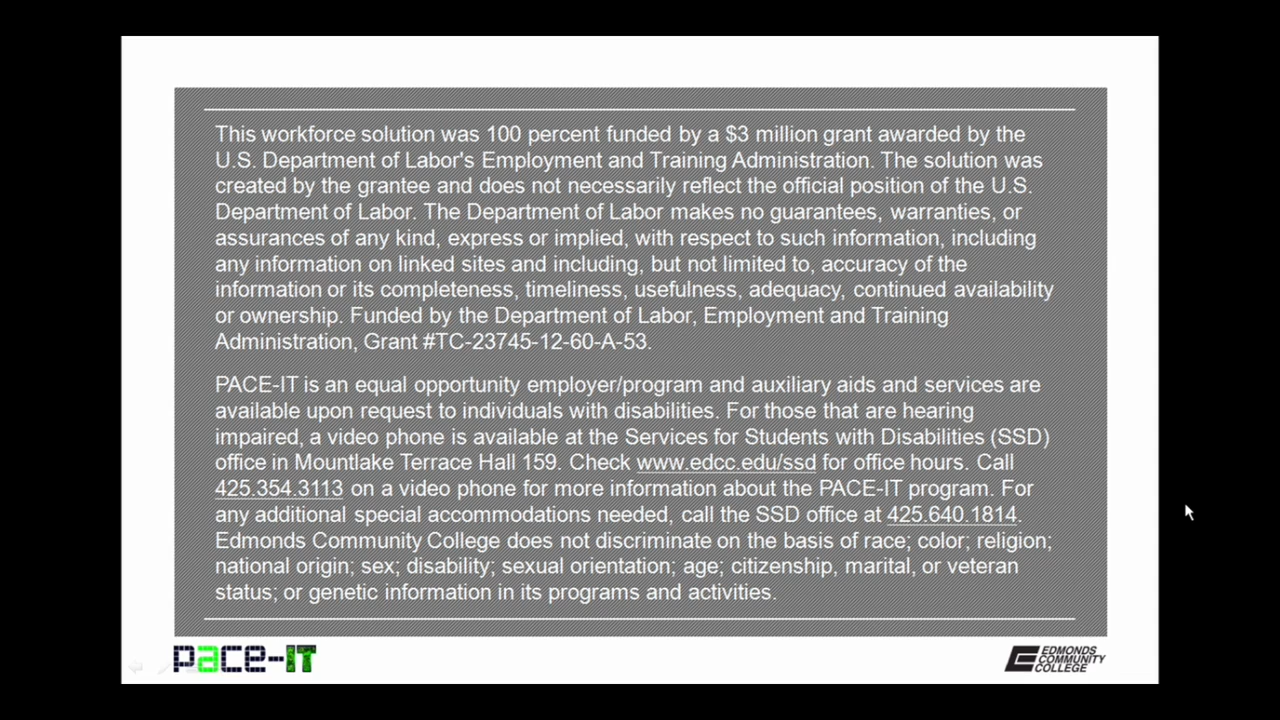 This workforce solution was 100 percent funded by a $3 million grant awarded by the
U.S. Department of Labor's Employment and Training Administration. The solution was
created by the grantee and does not necessarily reflect the official position of the U.S.
Department of Labor. The Department of Labor makes no guarantees, warranties, or
assurances of any kind, express or implied, with respect to such information, including
any information on linked sites and including, but not limited to, accuracy of the
information or its completeness, timeliness, usefulness, adequacy, continued availability
or ownership. Funded by the Department of Labor, Employment and Training
Administration, Grant #TC-23745-12-60-A-53.
PACE-IT is an equal opportunity employer/program and auxiliary aids and services are
available upon request to individuals with disabilities. For those that are hearing
impaired, a video phone is available at the Services for Students with Disabilities (SSD)
office in Mountlake Terrace Hall 159. Check www.edcc.edu/ssd for office hours. Call
425.354.3113 on a video phone for more information about the PACE-IT program. For
any additional special accommodations needed, call the SSD office at 425.640.1814.
Edmonds Community College does not discriminate on the basis of race; color; religion;
national origin; sex; disability; sexual orientation; age; citizenship, marital, or veteran
status; or genetic information in its programs and activities.
pace-IT
EDMONDS
COMMUNITY
COLLEGE